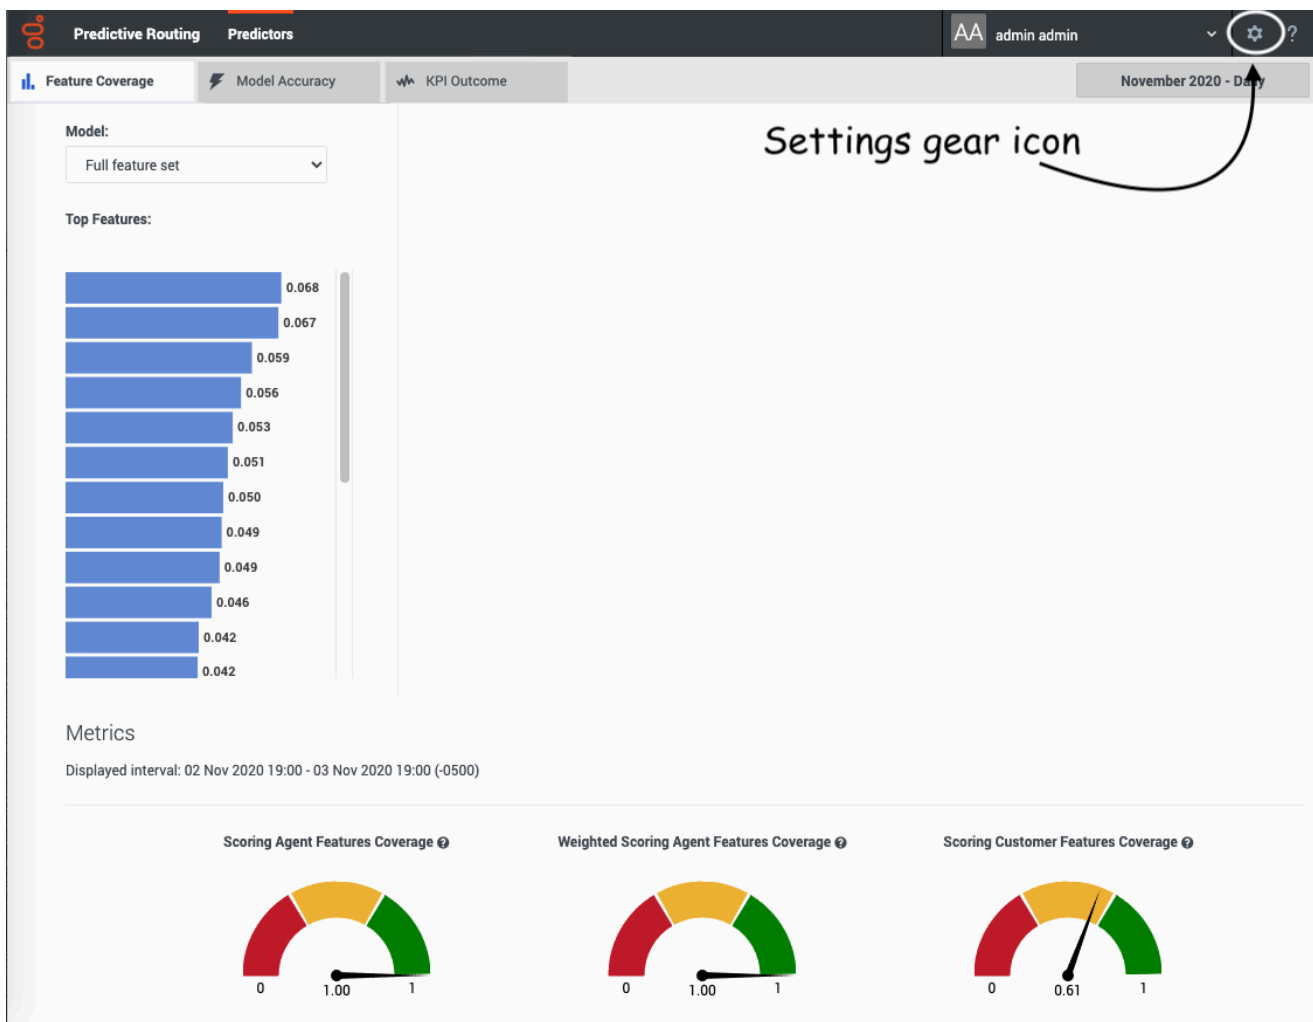 Predictive Routing Predictors AA admin admin ?
Feature Coverage Model Accuracy KPI Outcome November 2020 - Daily
Model:
Settings gear icon
Full feature set
Top Features:
0.068
0.067
0.059
0.056
0.053
0.051
0.050
0.049
0.049
0.046
0.042
0.042
Metrics
Displayed interval: 02 Nov 2020 19:00 - 03 Nov 2020 19:00 (-0500)
Scoring Agent Features Coverage ? Weighted Scoring Agent Features Coverage ? Scoring Customer Features Coverage ?
0 1.00 1 0 1.00 1 0 0.61 1